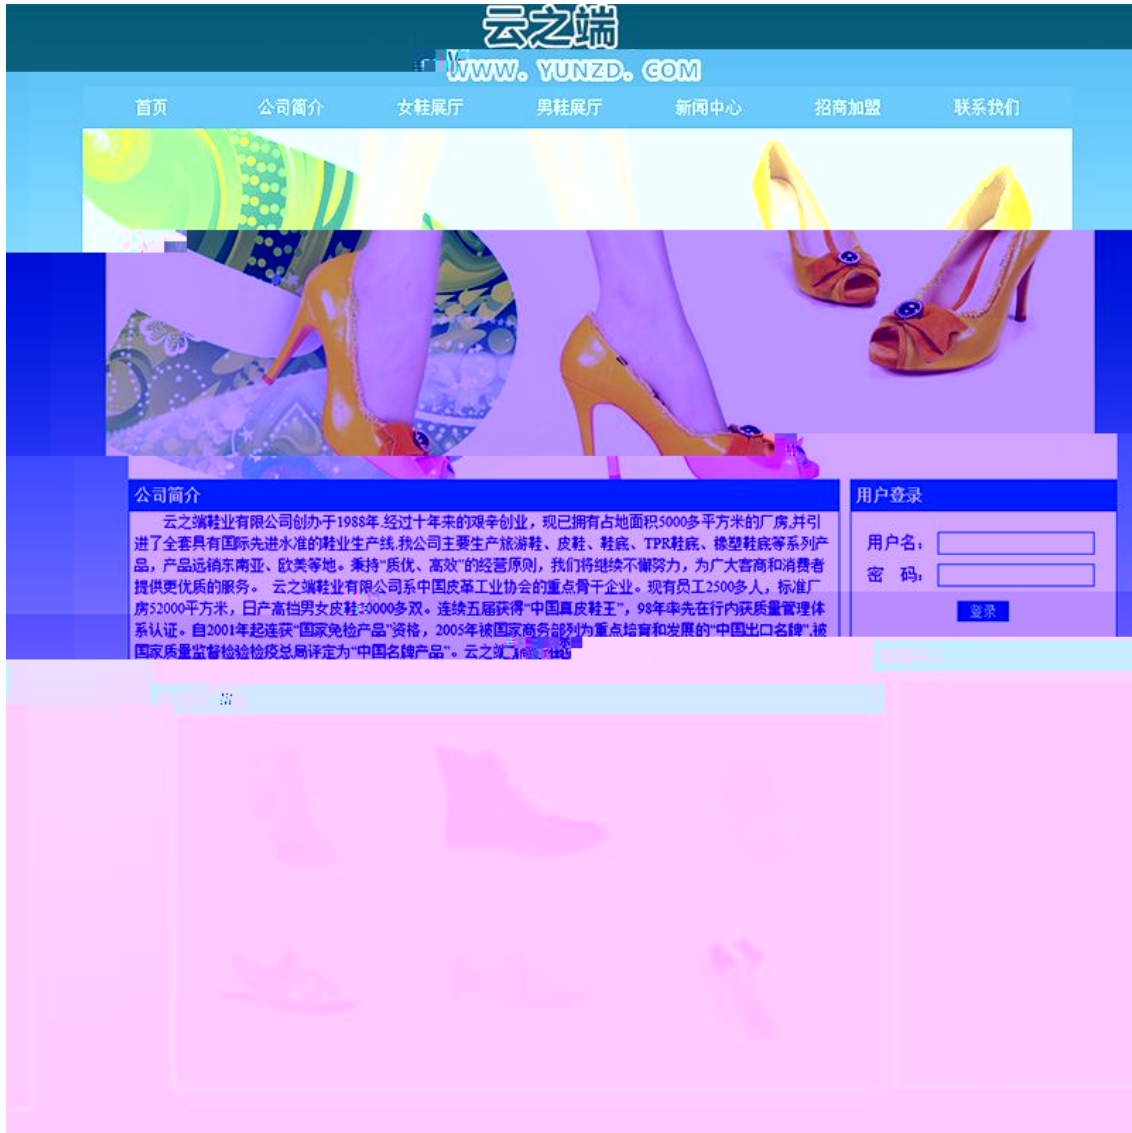 云之端
WWW. YUNZD. COM
首页 公司简介 女鞋展厅 男鞋展厅 新闻中心 招商加盟 联系我们
公司简介
云之端鞋业有限公司创办于1988年.经过十年来的艰辛创业，现已拥有占地面积5000多平方米的厂房,并引
进了全套具有国际先进水准的鞋业生产线.我公司主要生产旅游鞋、皮鞋、鞋底、TPR鞋底、橡塑鞋底等系列产
品，产品远销东南亚、欧美等地。秉持“质优、高效”的经营原则，我们将继续不懈努力，为广大客商和消费者
提供更优质的服务。 云之端鞋业有限公司系中国皮革工业协会的重点骨干企业。现有员工2500多人，标准厂
房52000平方米，日产高档男女皮鞋30000多双。连续五届获得“中国真皮鞋王”，98年率先在行内获质量管理体
系认证。自2001年起连获“国家免检产品”资格，2005年被国家商务部列为重点培育和发展的“中国出口名牌”,被
国家质量监督检验检疫总局评定为“中国名牌产品”。云之端
用户登录
用户名：
密 码：
登录